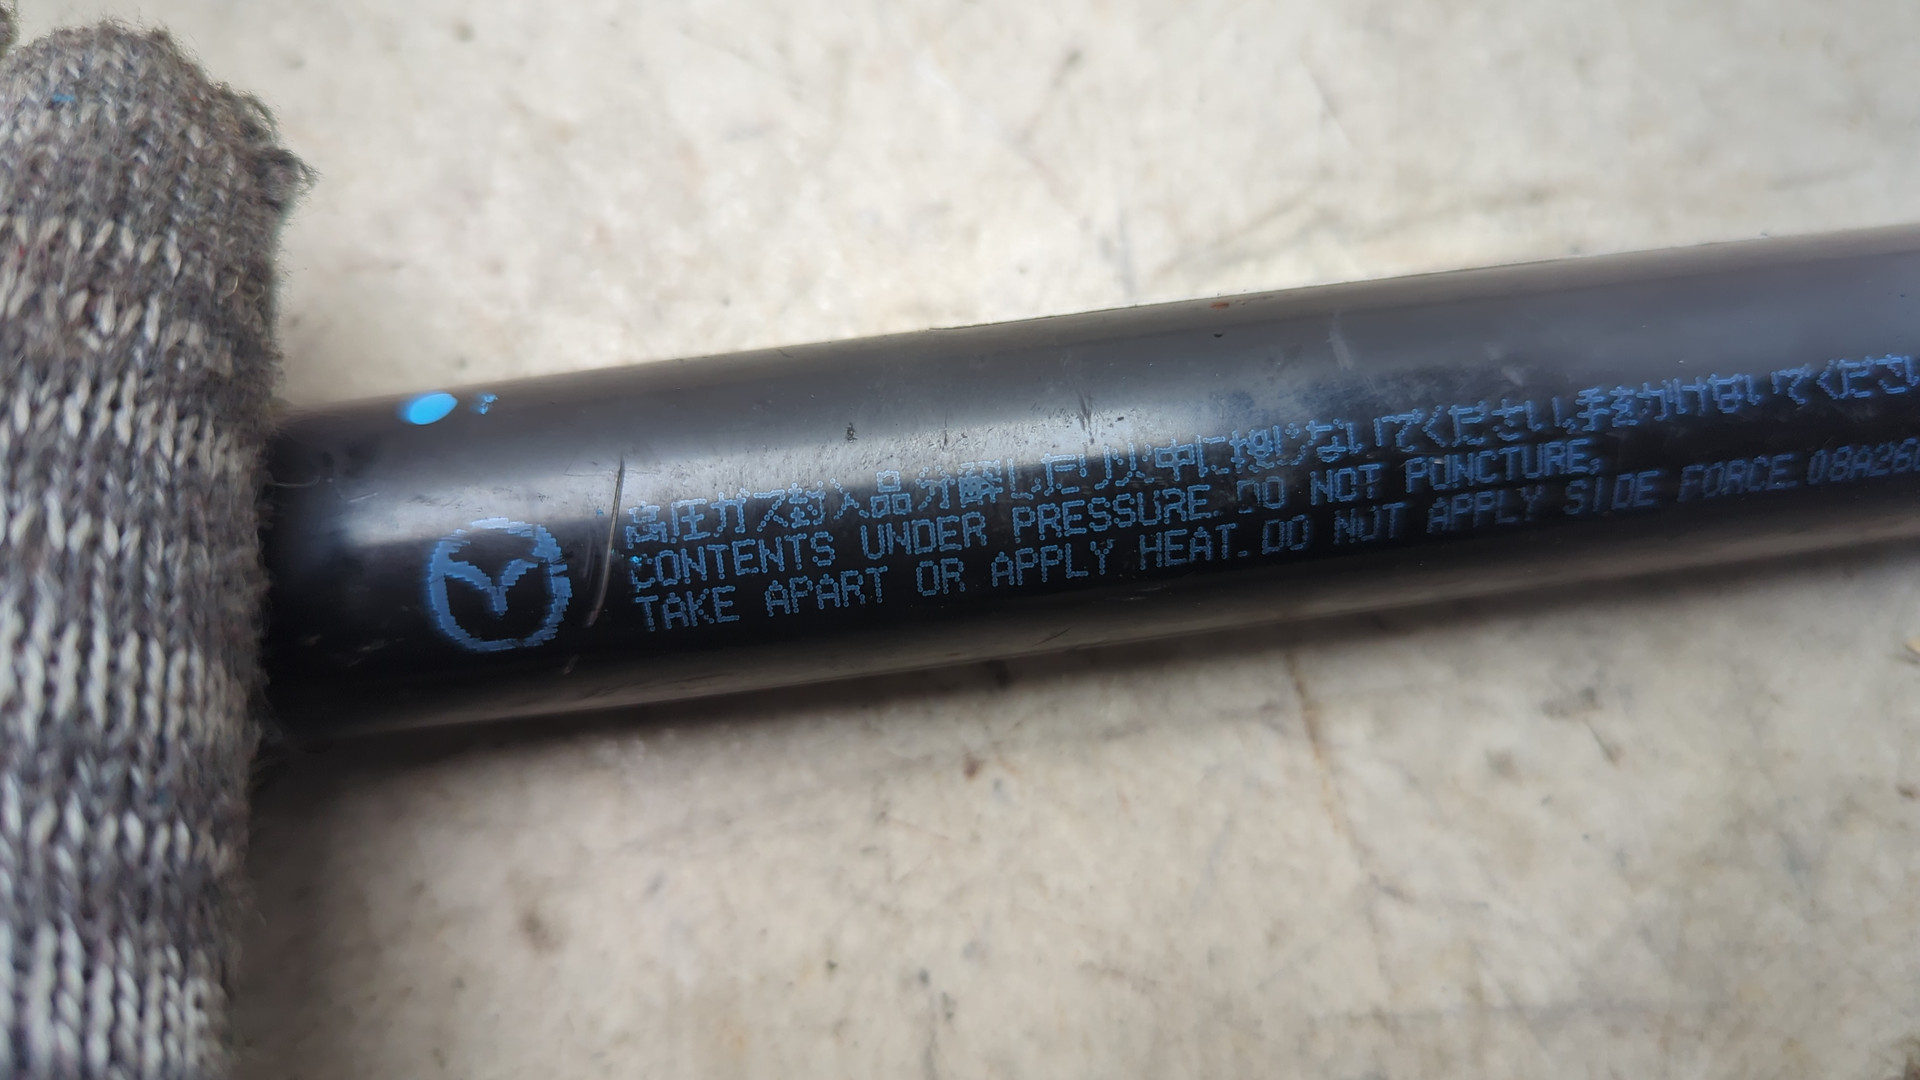 高圧ガス封入品分解したり火中に投じないでください手をかけないでくださ
CONTENTS UNDER PRESSURE. DO NOT PUNCTURE,
TAKE APART OR APPLY HEAT. DO NOT APPLY SIDE FORCE 08A26